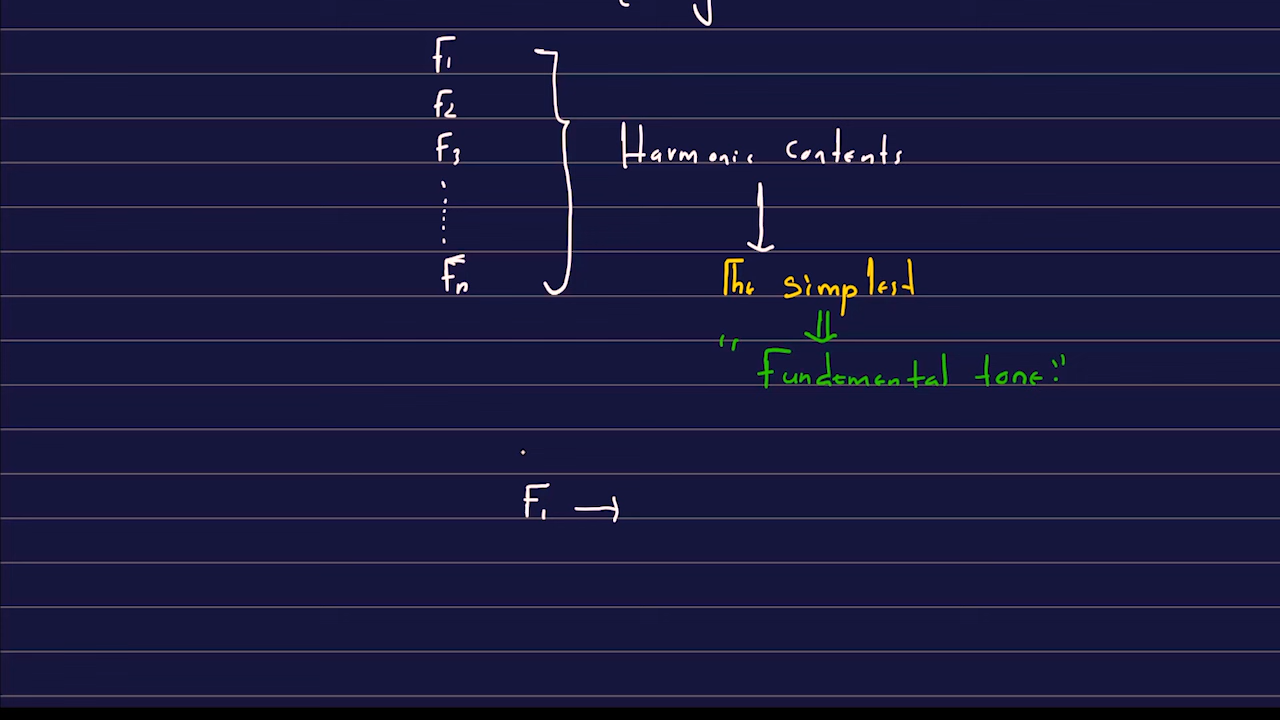 F1
F2
F3
Fn
Harmonic contents
The simplest
"Fundemental tone:"
F1 →